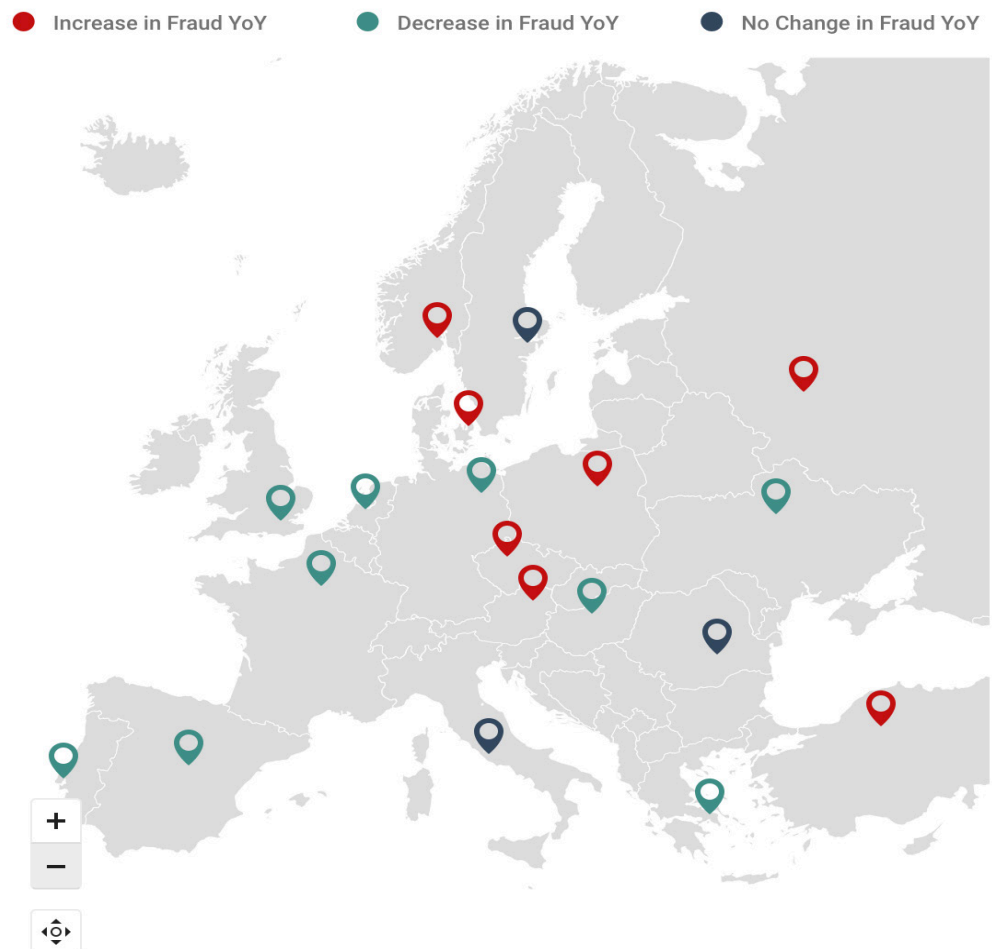 Increase in Fraud YoY
Decrease in Fraud YoY
No Change in Fraud YoY
+
−